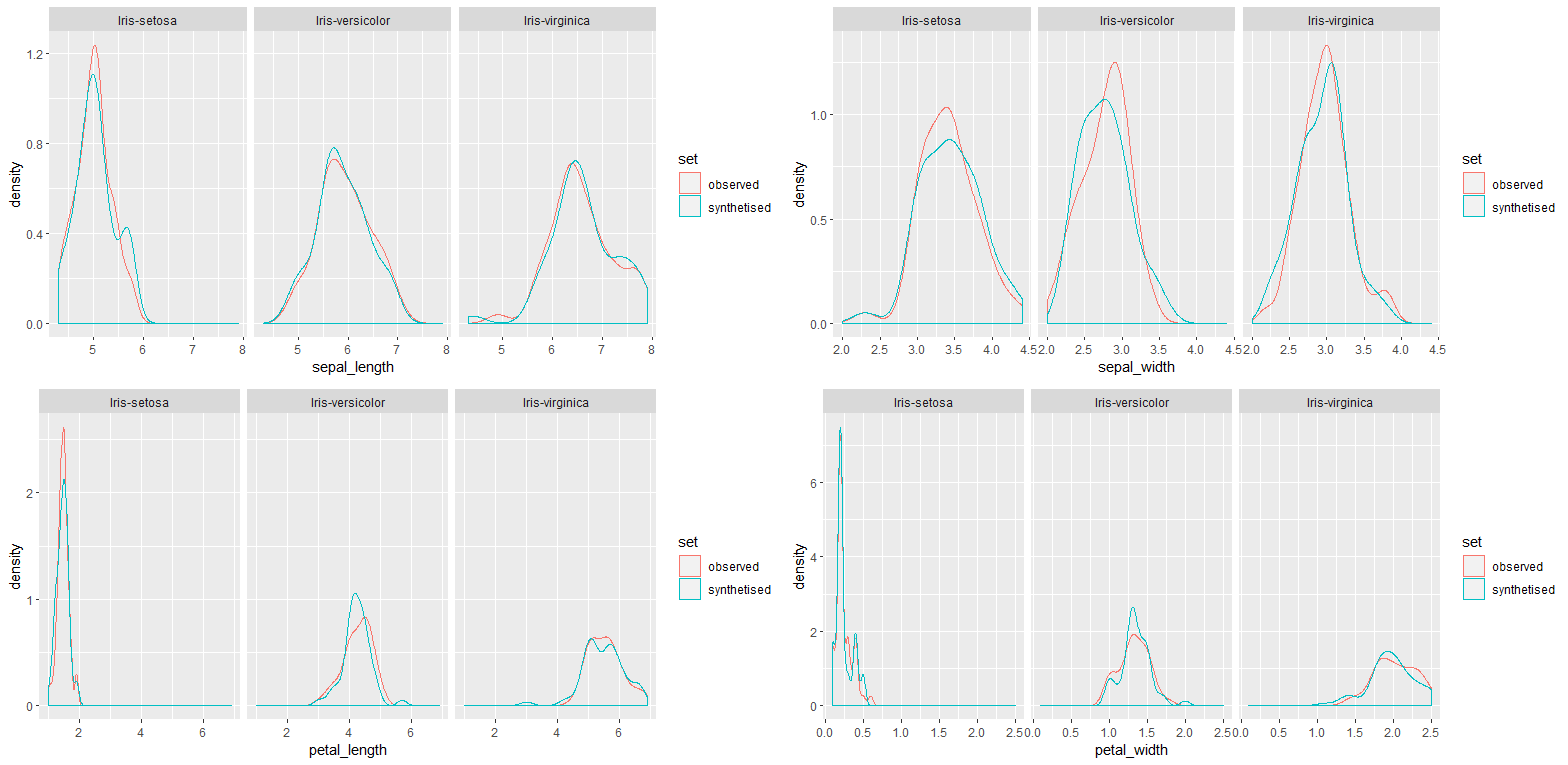 Iris-setosa Iris-versicolor Iris-virginica
1.2
0.8
0.4
0.0
density
5 6 7 8 5 6 7 8 5 6 7 8
sepal_length
set
observed
synthetised
Iris-setosa Iris-versicolor Iris-virginica
1.0
0.5
0.0
density
2.0 2.5 3.0 3.5 4.0 4.5 2.0 2.5 3.0 3.5 4.0 4.5 2.0 2.5 3.0 3.5 4.0 4.5
sepal_width
set
observed
synthetised
Iris-setosa Iris-versicolor Iris-virginica
2
1
0
density
2 4 6 2 4 6 2 4 6
petal_length
set
observed
synthetised
Iris-setosa Iris-versicolor Iris-virginica
6
4
2
0
density
0.0 0.5 1.0 1.5 2.0 2.5 0.0 0.5 1.0 1.5 2.0 2.5 0.0 0.5 1.0 1.5 2.0 2.5
petal_width
set
observed
synthetised